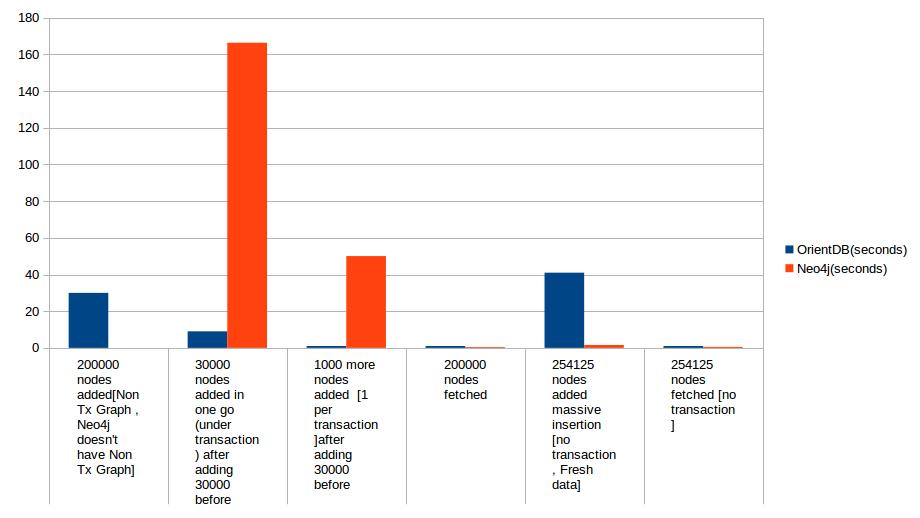 180
160
140
120
100
80
60
40
20
0
OrientDB(seconds)
Neo4j(seconds)
200000
nodes
added[Non
Tx Graph ,
Neo4j
doesn't
have Non
Tx Graph]
30000
nodes
added in
one go
(under
transaction
) after
adding
30000
before
1000 more
nodes
added  [1
per
transaction
]after
adding
30000
before
200000
nodes
fetched
254125
nodes
added
massive
insertion
[no
transaction
, Fresh
data]
254125
nodes
fetched [no
transaction
]